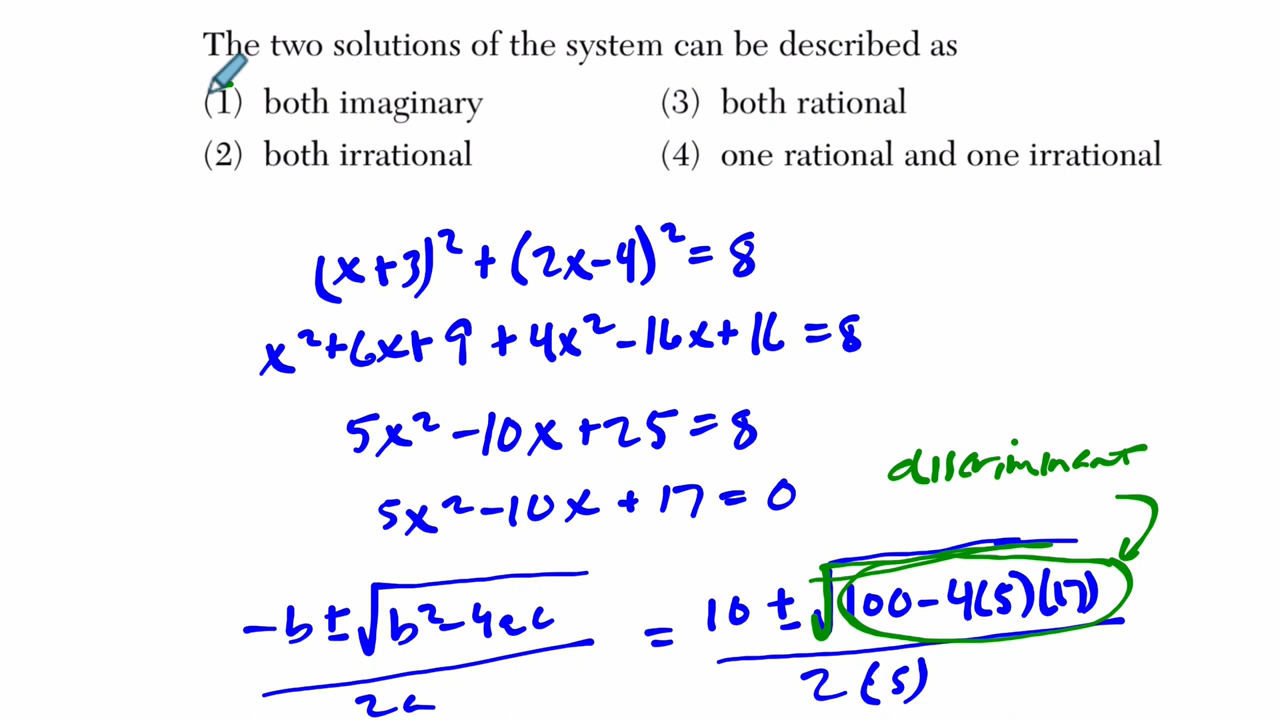 The two solutions of the system can be described as
(1) both imaginary (3) both rational
(2) both irrational (4) one rational and one irrational
(x+3)² + (2x-4)² = 8
x²+6x+9 + 4x² - 16x + 16 = 8
5x² - 10x + 25 = 8
discriminant
5x² - 10x + 17 = 0
-b ± √(b² - 4ac) / 2a = 10 ± √(100 - 4(5)(17)) / 2(5)